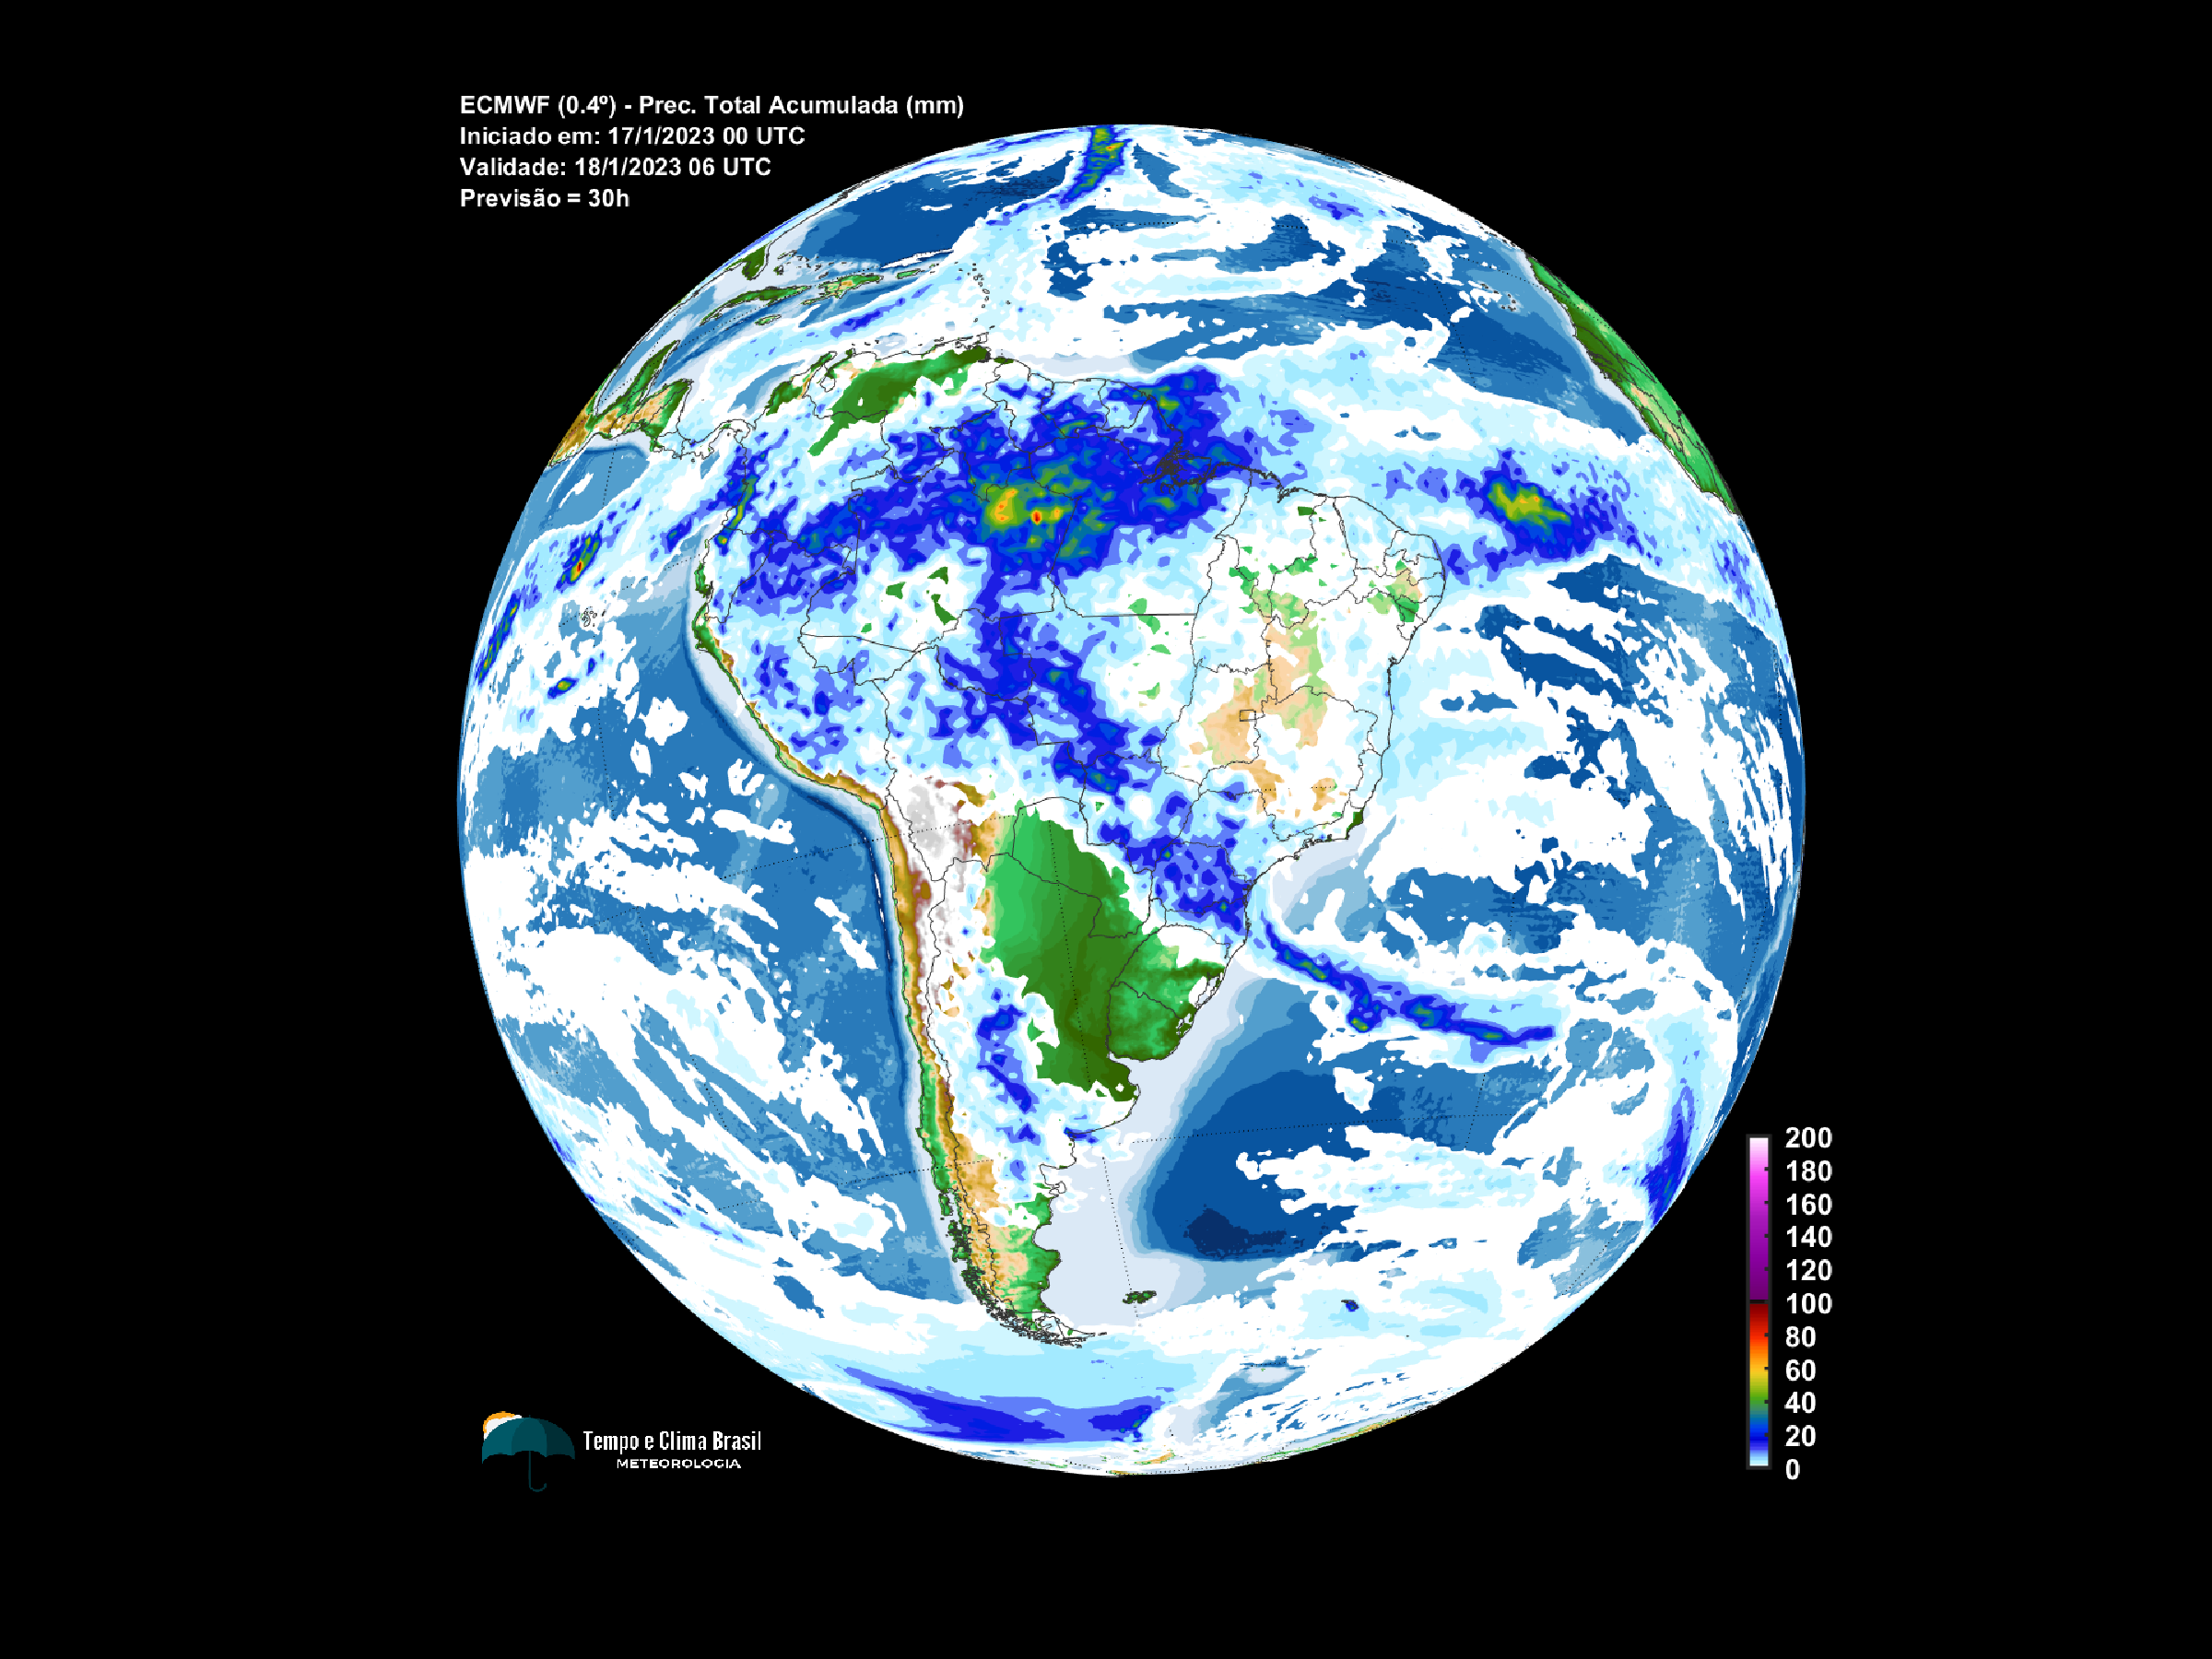 ECMWF (0.4º) - Prec. Total Acumulada (mm)
Iniciado em: 17/1/2023 00 UTC
Validade: 18/1/2023 06 UTC
Previsão = 30h
200
180
160
140
120
100
80
60
40
20
0
Tempo e Clima Brasil
METEOROLOGIA